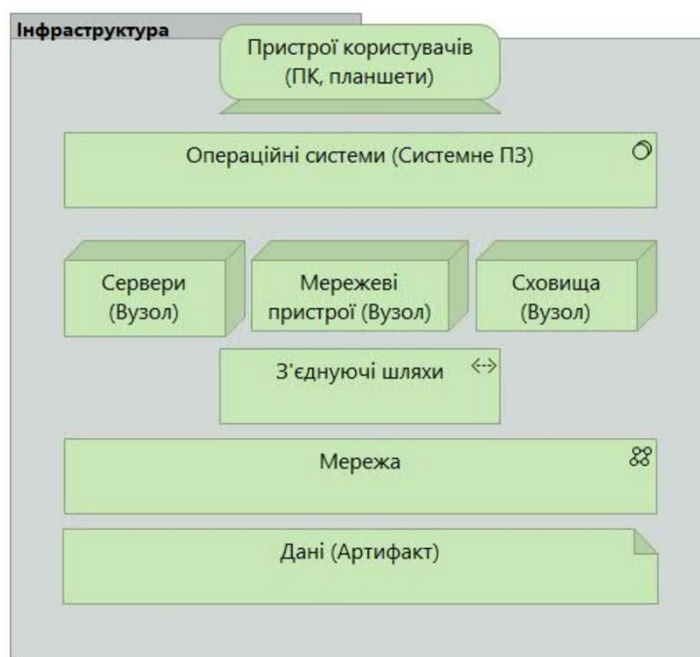 Інфраструктура
Пристрої користувачів
(ПК, планшети)
Операційні системи (Системне ПЗ)
Сервери
(Вузол)
Мережеві
пристрої (Вузол)
Сховища
(Вузол)
З'єднуючі шляхи
Мережа
Дані (Артифакт)